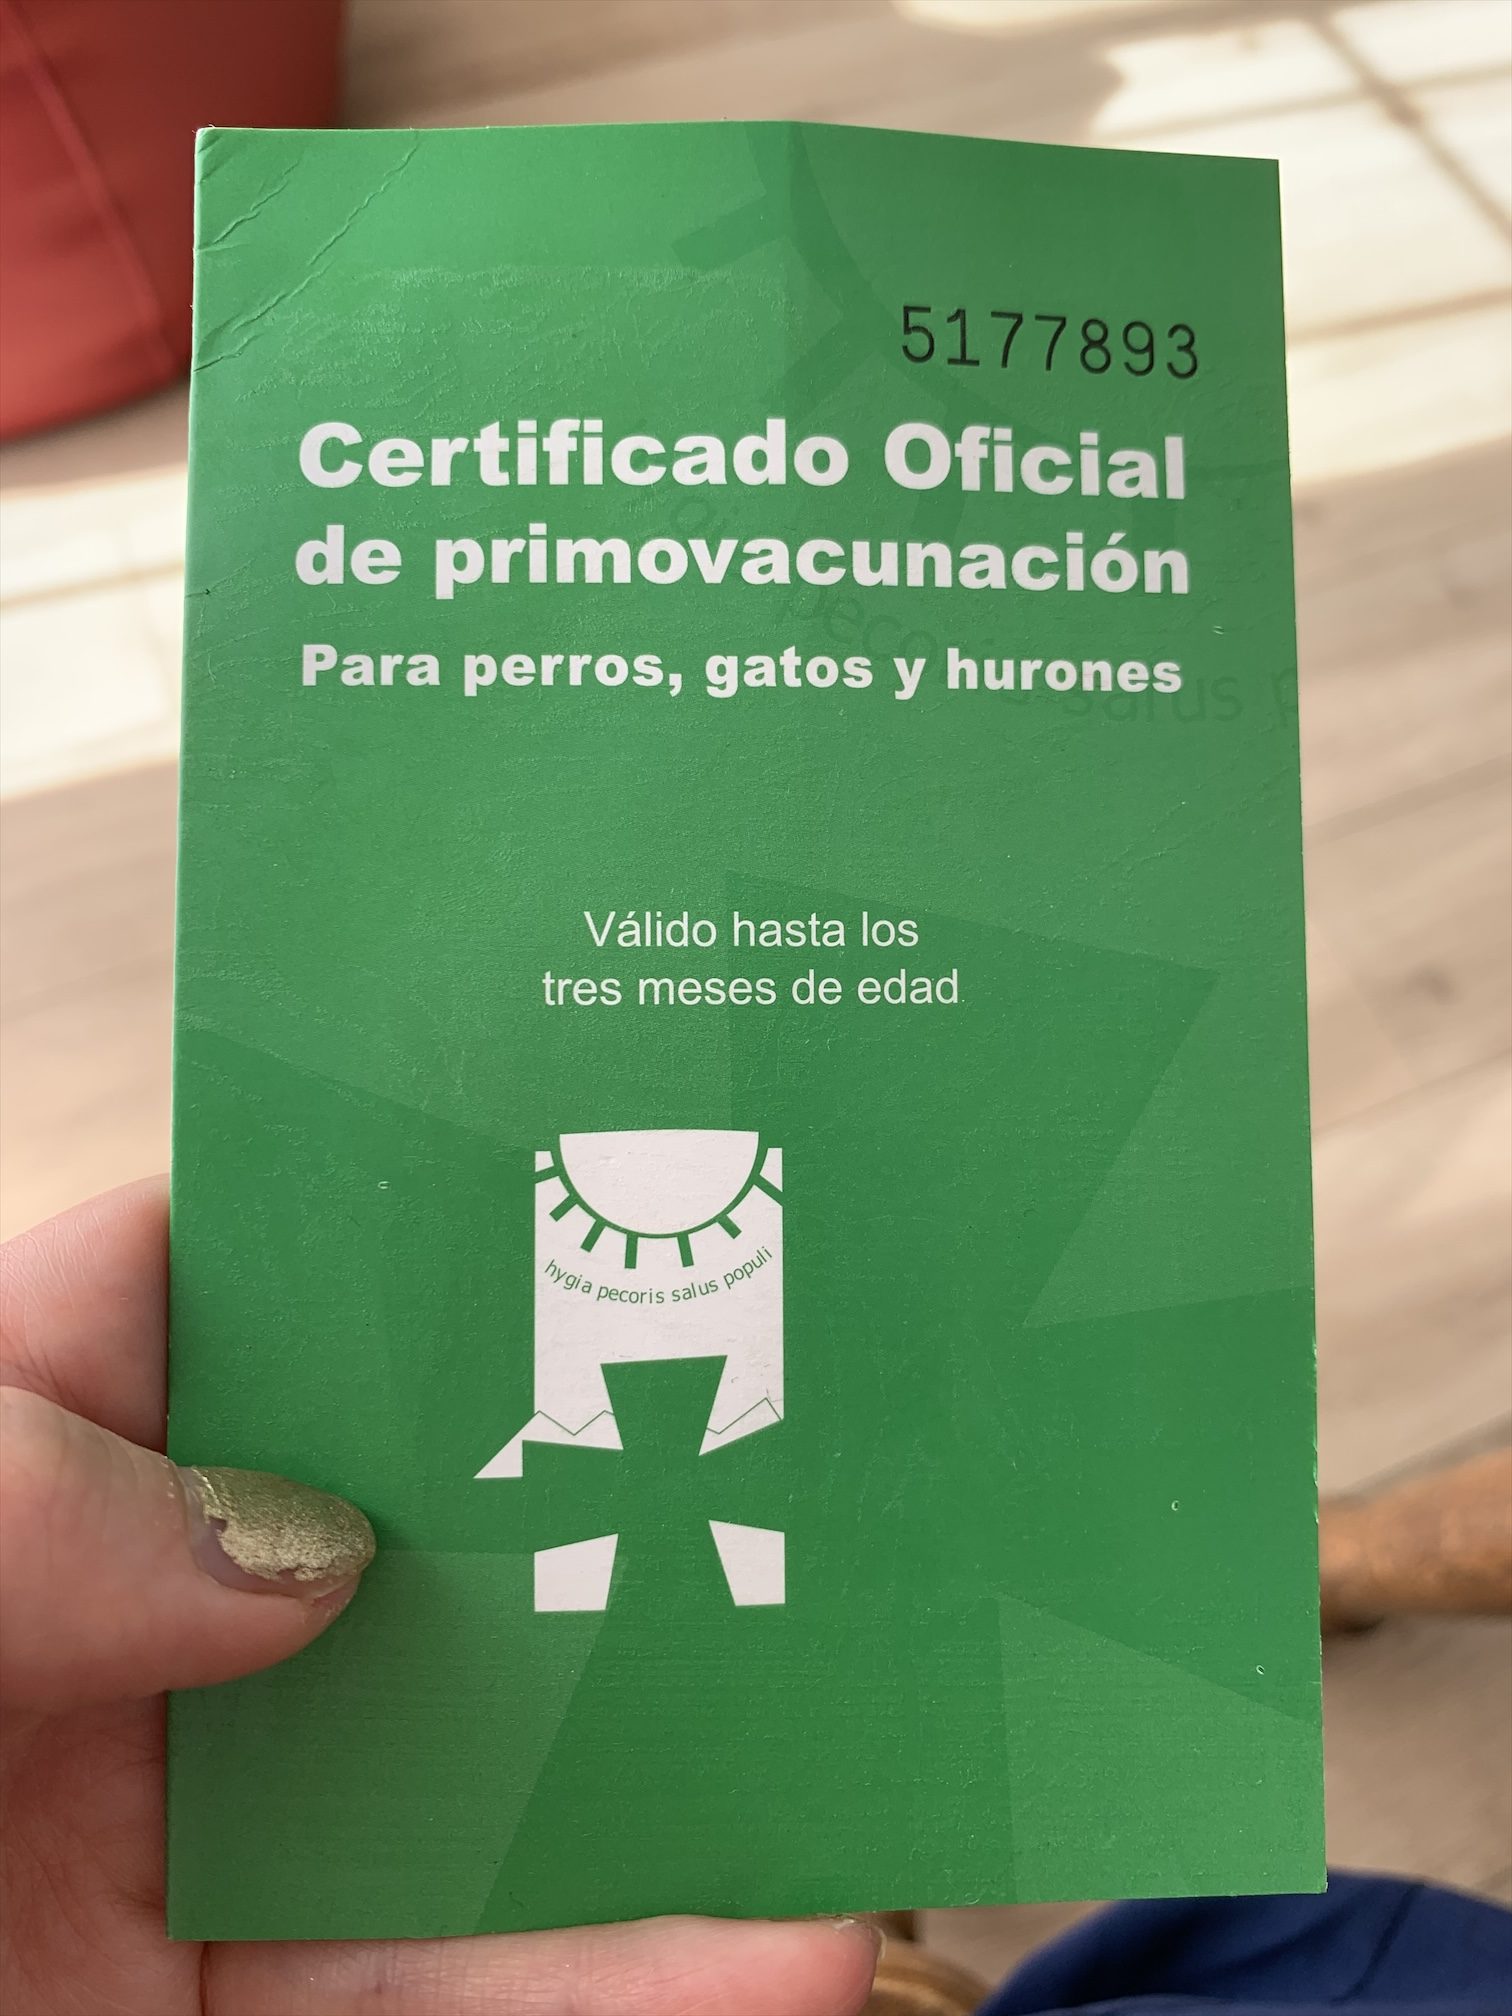 5177893
Certificado Oficial
de primovacunación
Para perros, gatos y hurones
Válido hasta los
tres meses de edad
hygia pecoris salus populi